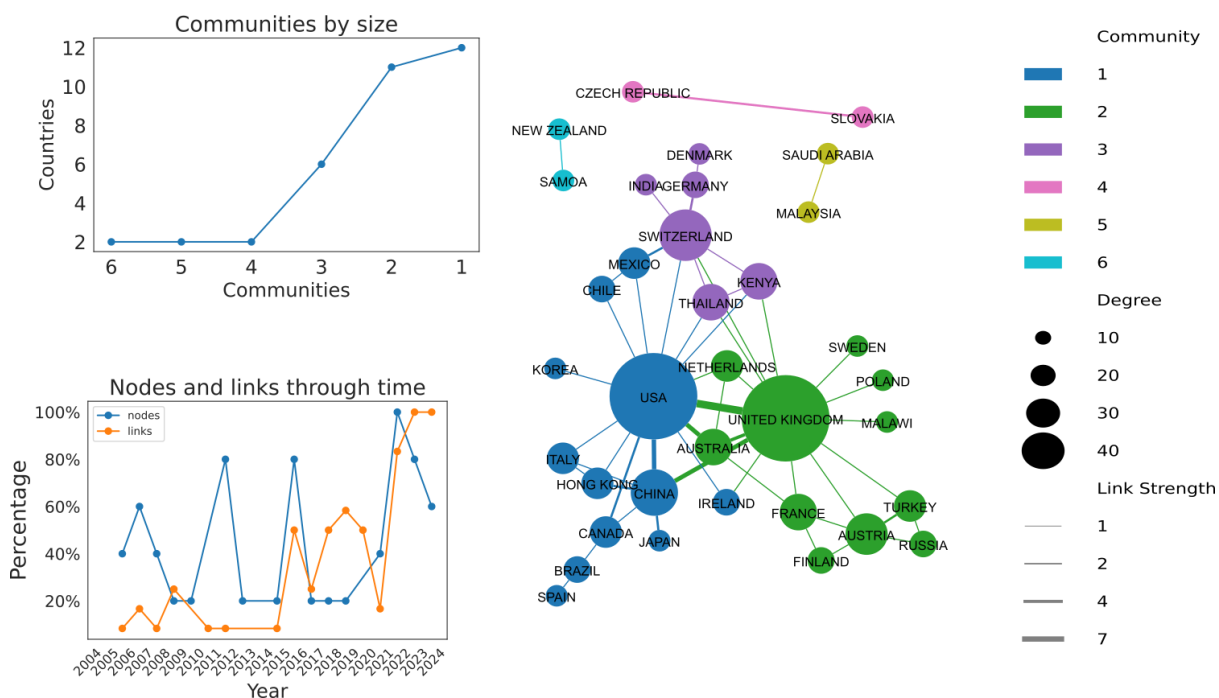 Communities by size
12
10
8
6
4
2
Countries
6 5 4 3 2 1
Communities
Nodes and links through time
nodes
links
100%
80%
60%
40%
20%
Percentage
2004 2005 2006 2007 2008 2009 2010 2011 2012 2013 2014 2015 2016 2017 2018 2019 2020 2021 2022 2023 2024
Year
CZECH REPUBLIC
SLOVAKIA
NEW ZEALAND
SAMOA
SAUDI ARABIA
MALAYSIA
DENMARK
INDIA
GERMANY
SWITZERLAND
MEXICO
CHILE
KENYA
THAILAND
KOREA
NETHERLANDS
SWEDEN
POLAND
USA
UNITED KINGDOM
MALAWI
AUSTRALIA
ITALY
HONG KONG
CHINA
IRELAND
FRANCE
TURKEY
CANADA
JAPAN
AUSTRIA
RUSSIA
FINLAND
BRAZIL
SPAIN
Community
1
2
3
4
5
6
Degree
10
20
30
40
Link Strength
1
2
4
7